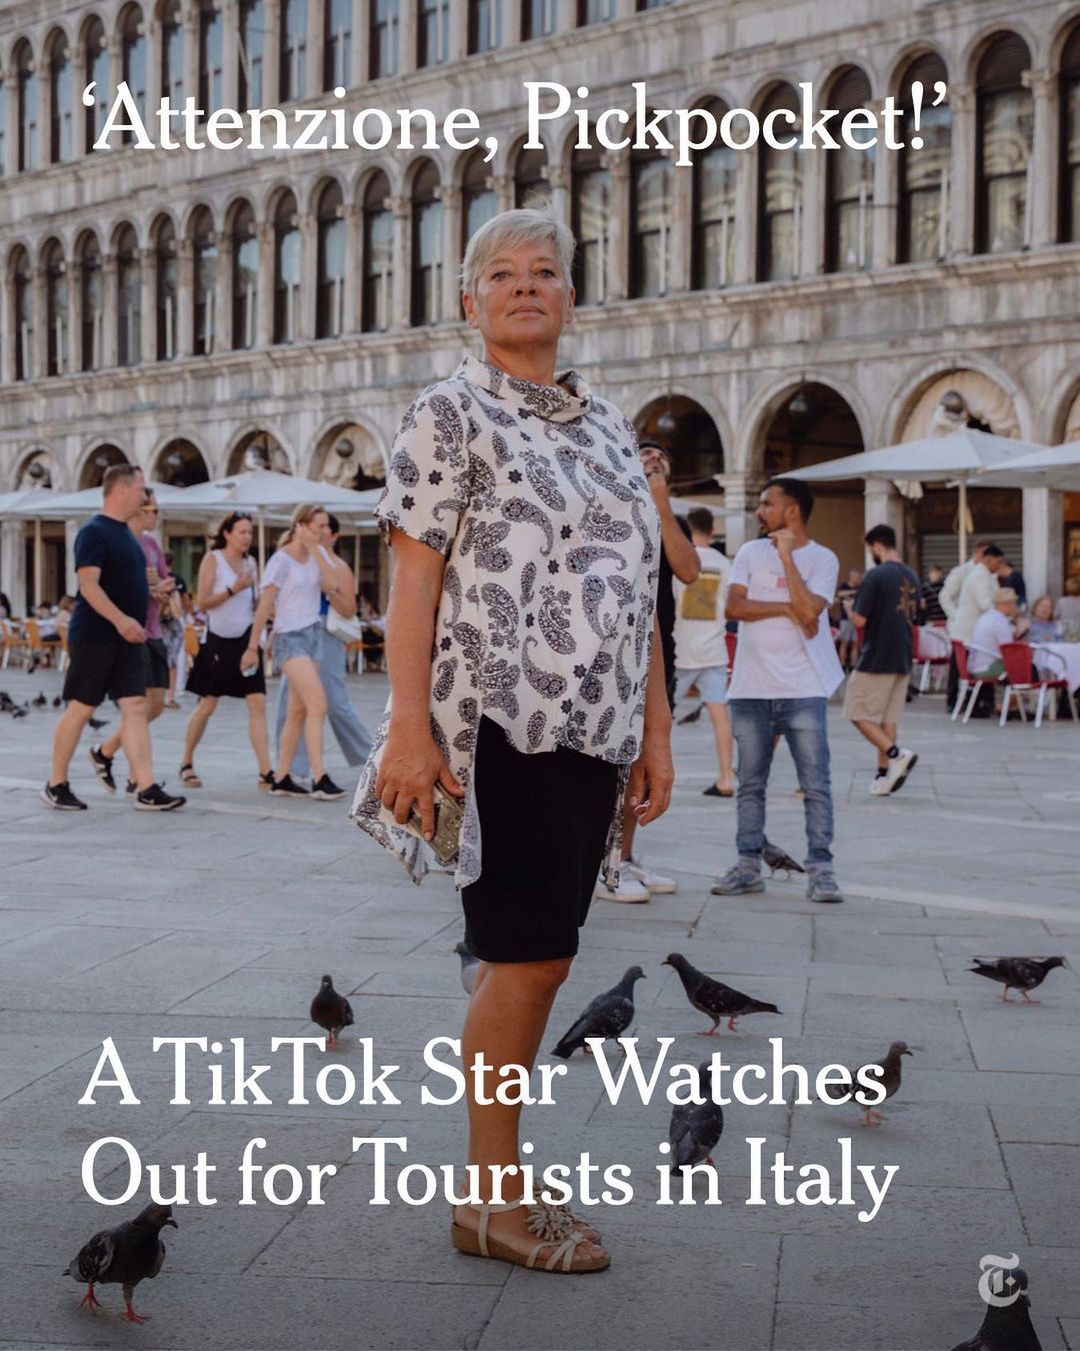 ‘Attenzione, Pickpocket!’
A TikTok Star Watches
Out for Tourists in Italy
T